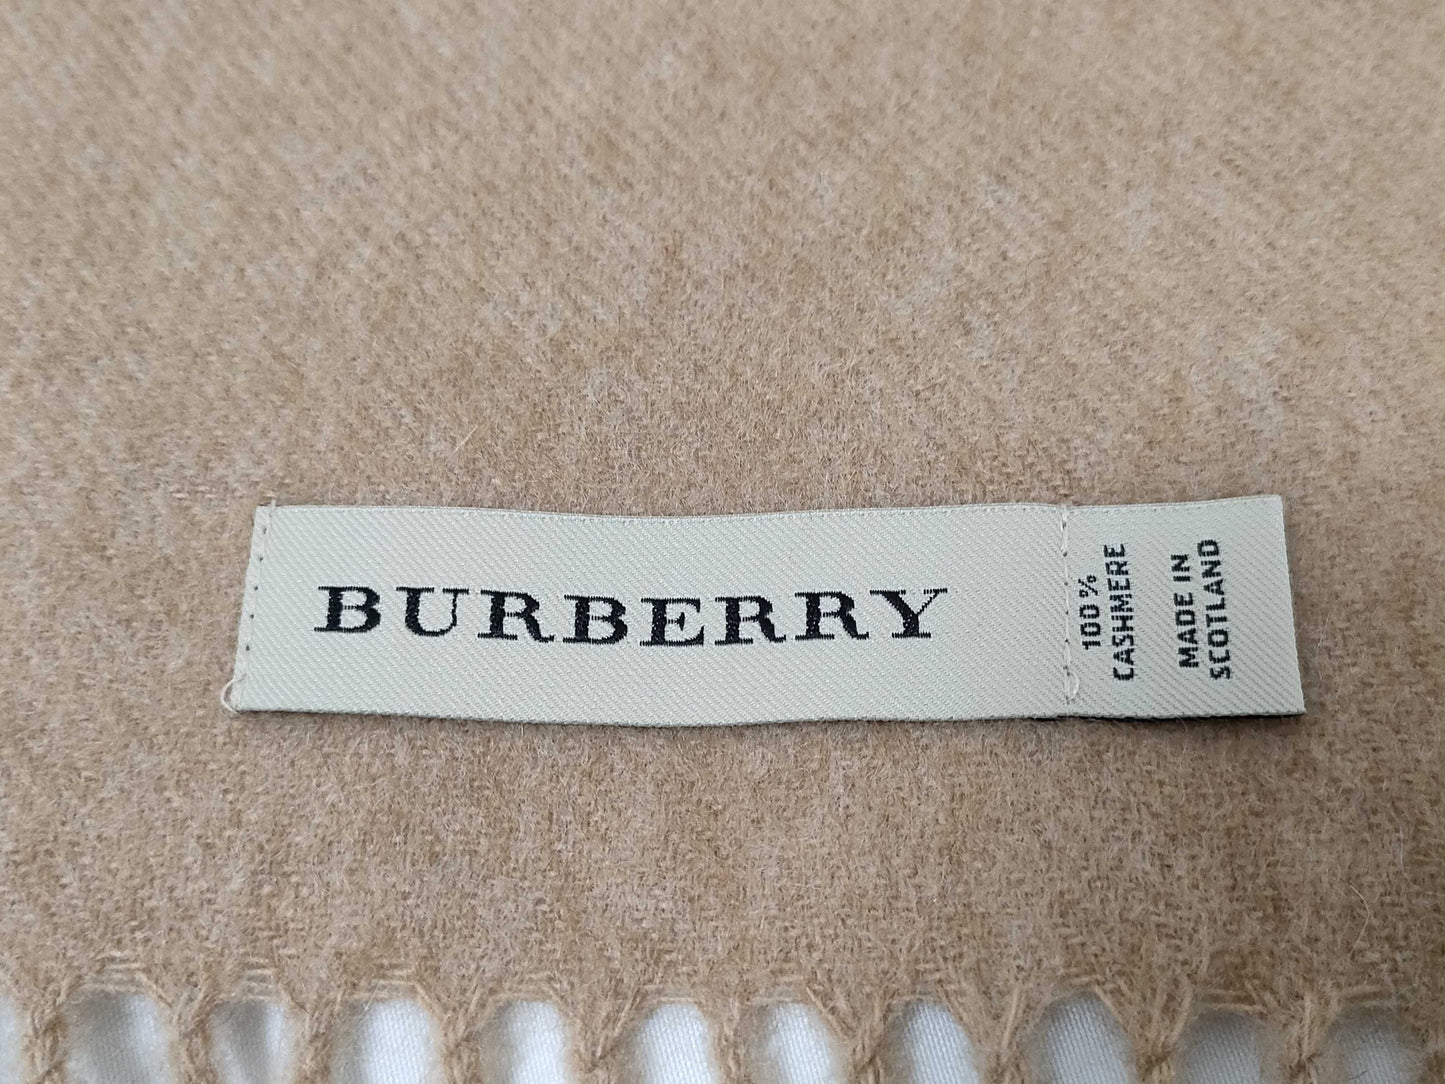 BURBERRY
100%
CASHMERE
MADE IN
SCOTLAND